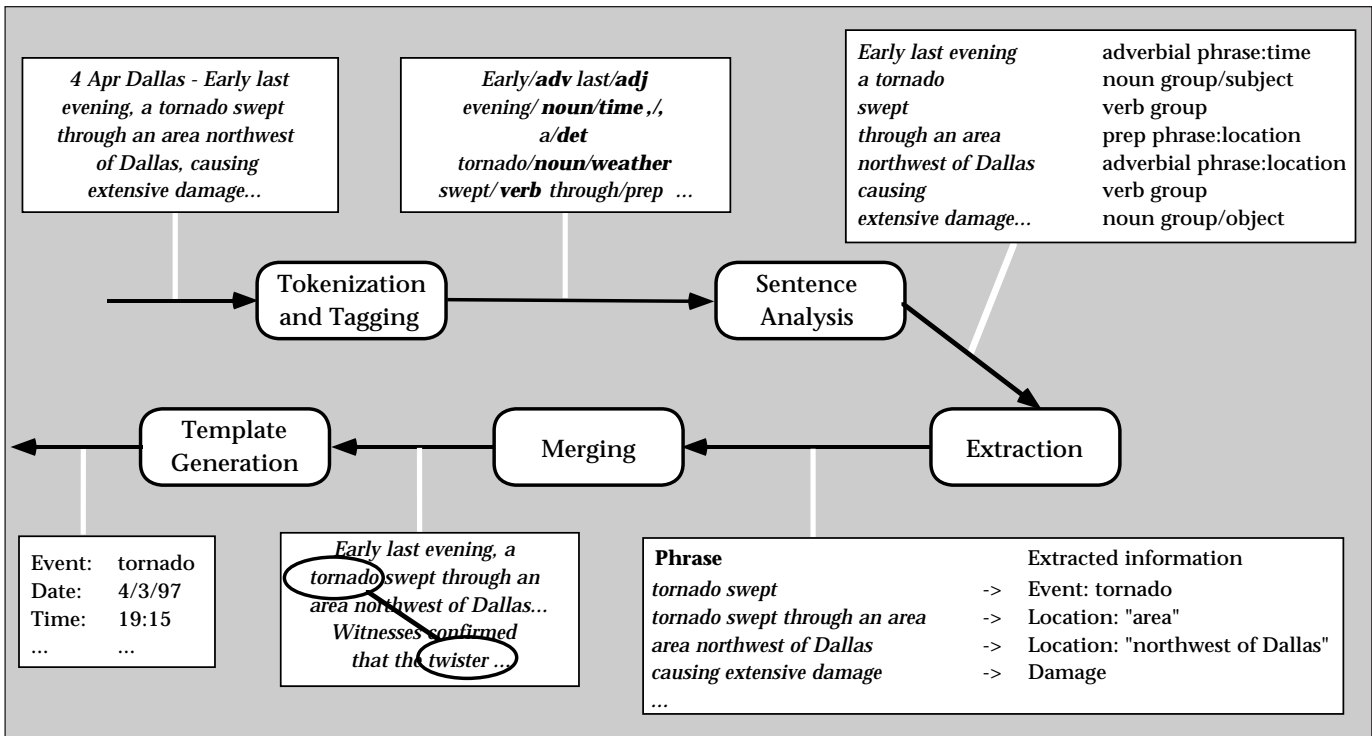 4 Apr Dallas - Early last
evening, a tornado swept
through an area northwest
of Dallas, causing
extensive damage...
Early/adv last/adj
evening/ noun/time ,/,
a/det
tornado/noun/weather
swept/ verb through/prep ...
Early last evening adverbial phrase:time
a tornado noun group/subject
swept verb group
through an area prep phrase:location
northwest of Dallas adverbial phrase:location
causing verb group
extensive damage... noun group/object
Tokenization
and Tagging
Sentence
Analysis
Template
Generation
Merging
Extraction
Event: tornado
Date: 4/3/97
Time: 19:15
... ...
Early last evening, a
tornado swept through an
area northwest of Dallas...
Witnesses confirmed
that the twister ...
Phrase Extracted information
tornado swept -> Event: tornado
tornado swept through an area -> Location: "area"
area northwest of Dallas -> Location: "northwest of Dallas"
causing extensive damage -> Damage
...